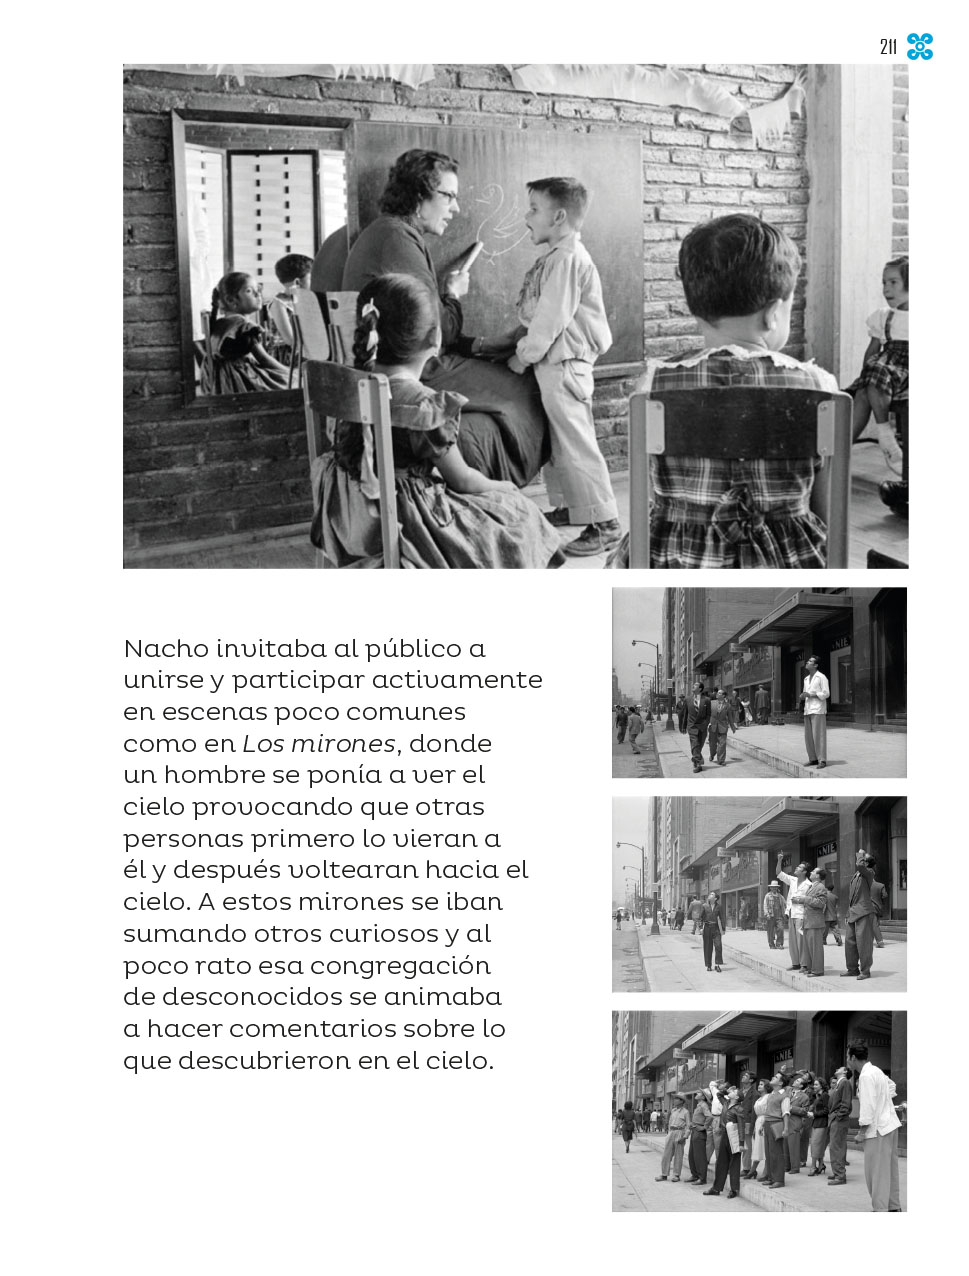 211
Nacho invitaba al público a
unirse y participar activamente
en escenas poco comunes
como en Los mirones, donde
un hombre se ponía a ver el
cielo provocando que otras
personas primero lo vieran a
él y después voltearan hacia el
cielo. A estos mirones se iban
sumando otros curiosos y al
poco rato esa congregación
de desconocidos se animaba
a hacer comentarios sobre lo
que descubrieron en el cielo.